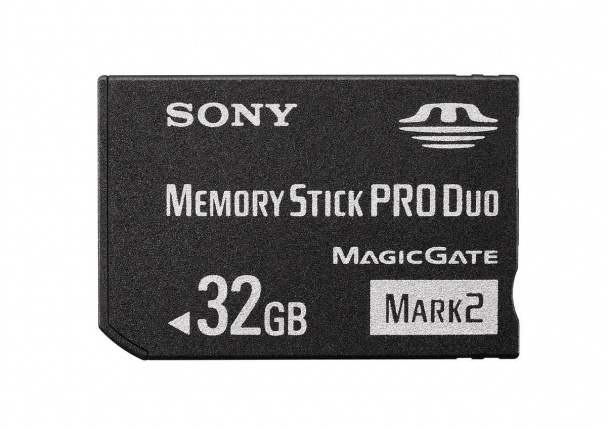 SONY
MEMORY STICK PRO DUO
MAGICGATE
32GB
MARK2